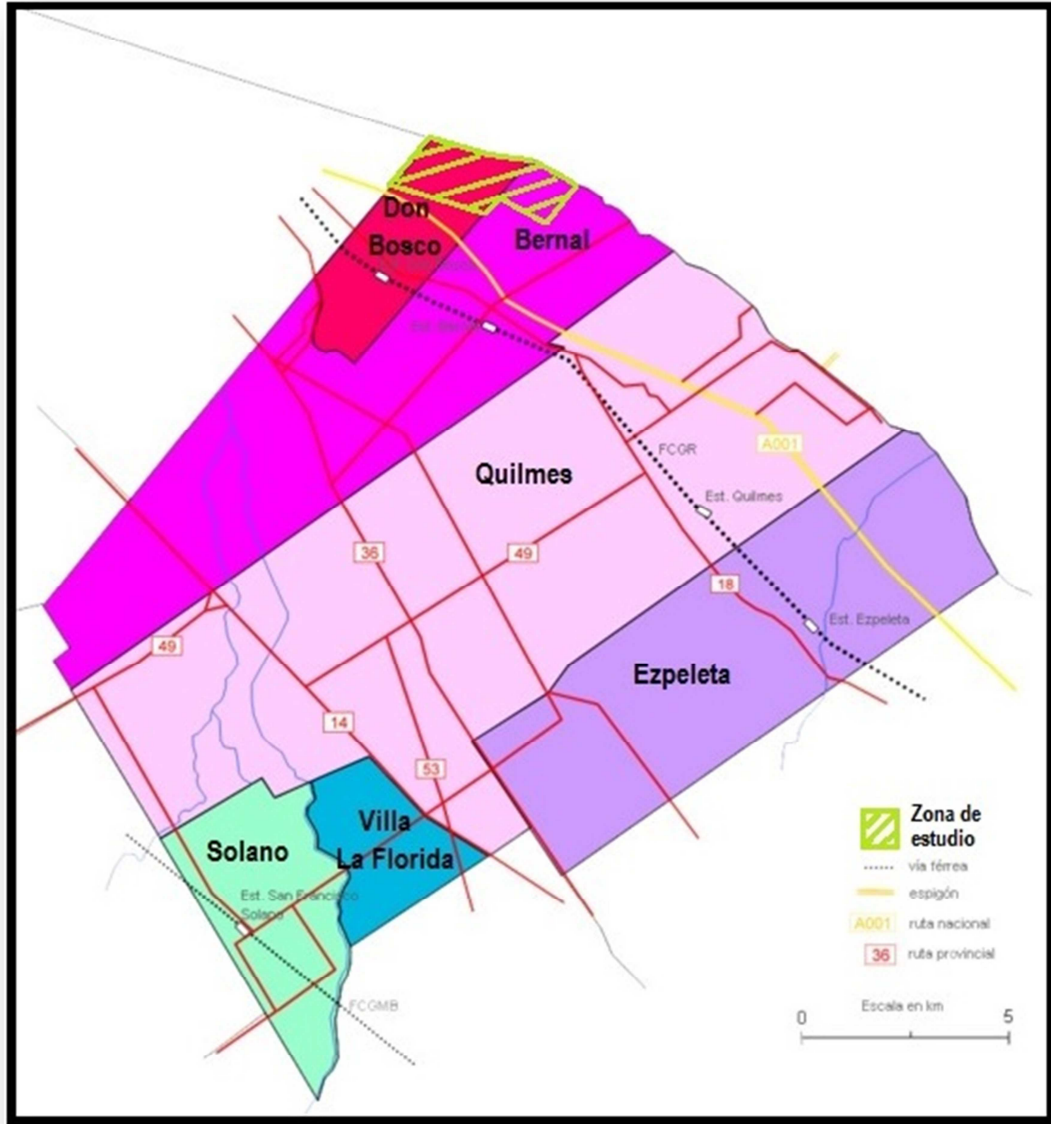 Don
Bosco
Bernal
Quilmes
FCGR
A001
Est. Quilmes
36
49
18
Est. Ezpeleta
49
Ezpeleta
14
53
Villa
La Florida
Solano
Est. San Francisco
Solano
FCGMB
Zona de
estudio
vía férrea
espigón
A001 ruta nacional
36 ruta provincial
Escala en km
0 5